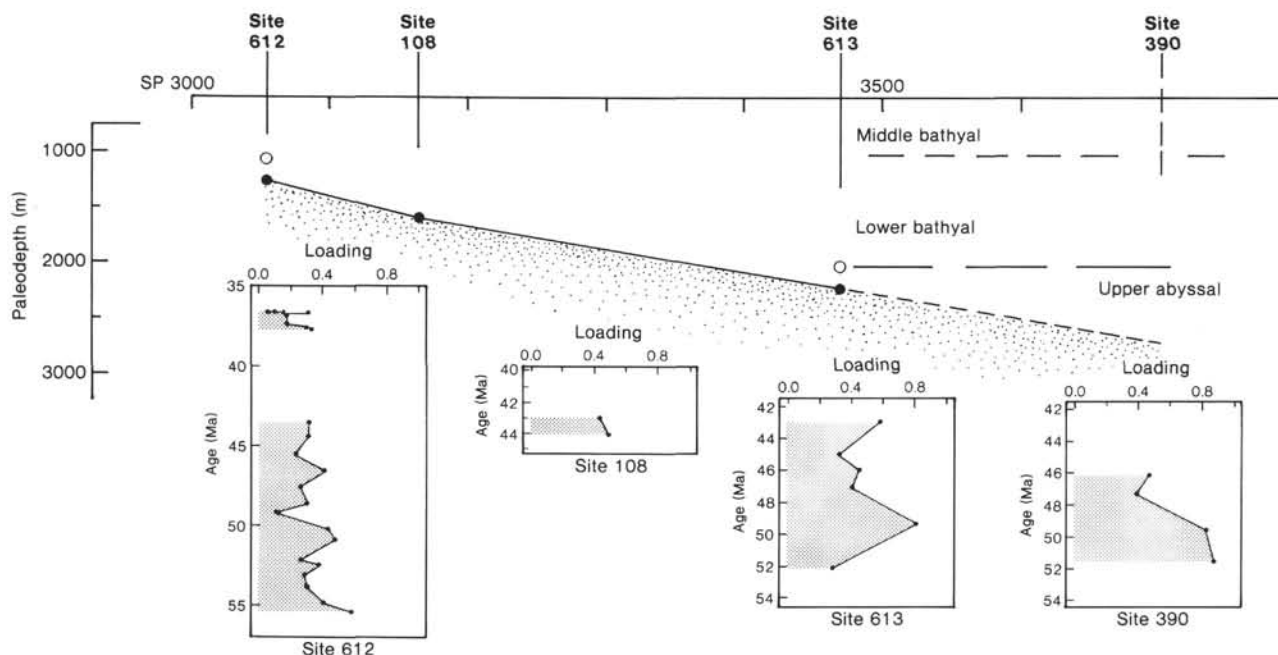 Site 612
Site 108
Site 613
Site 390
SP 3000
3500
Paleodepth (m)
1000
2000
3000
Middle bathyal
Lower bathyal
Upper abyssal
Loading
0.0 0.4 0.8
Age (Ma)
35
40
45
50
55
Site 612
Loading
0.0 0.4 0.8
Age (Ma)
40
42
44
Site 108
Loading
0.0 0.4 0.8
Age (Ma)
42
44
46
48
50
52
54
Site 613
Loading
0.0 0.4 0.8
Age (Ma)
42
44
46
48
50
52
54
Site 390